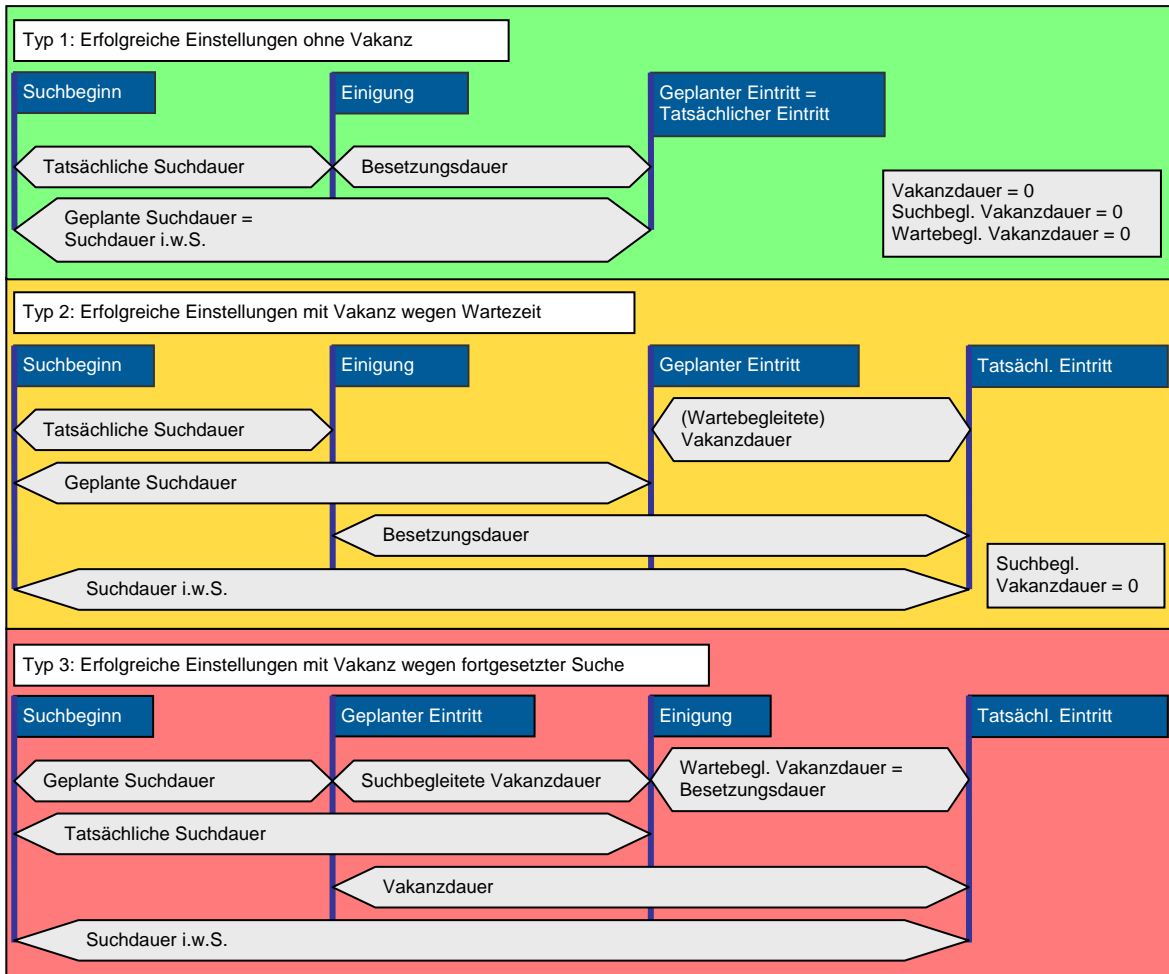 Typ 1: Erfolgreiche Einstellungen ohne Vakanz
Suchbeginn
Einigung
Geplanter Eintritt =
Tatsächlicher Eintritt
Tatsächliche Suchdauer
Besetzungsdauer
Geplante Suchdauer =
Suchdauer i.w.S.
Vakanzdauer = 0
Suchbegl. Vakanzdauer = 0
Wartebegl. Vakanzdauer = 0
Typ 2: Erfolgreiche Einstellungen mit Vakanz wegen Wartezeit
Suchbeginn
Einigung
Geplanter Eintritt
Tatsächl. Eintritt
Tatsächliche Suchdauer
(Wartebegleitete)
Vakanzdauer
Geplante Suchdauer
Besetzungsdauer
Suchdauer i.w.S.
Suchbegl.
Vakanzdauer = 0
Typ 3: Erfolgreiche Einstellungen mit Vakanz wegen fortgesetzter Suche
Suchbeginn
Geplanter Eintritt
Einigung
Tatsächl. Eintritt
Geplante Suchdauer
Suchbegleitete Vakanzdauer
Wartebegl. Vakanzdauer =
Besetzungsdauer
Tatsächliche Suchdauer
Vakanzdauer
Suchdauer i.w.S.